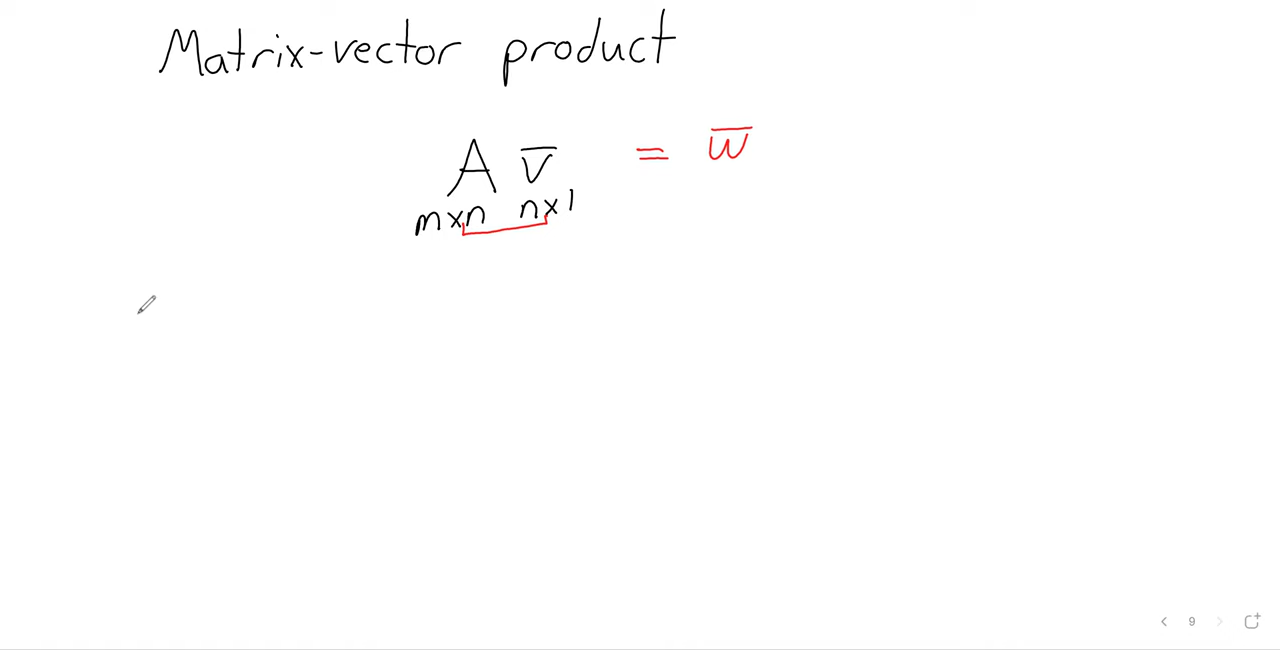 Matrix-vector product
A v̅ = w̅
m×n n×1
9